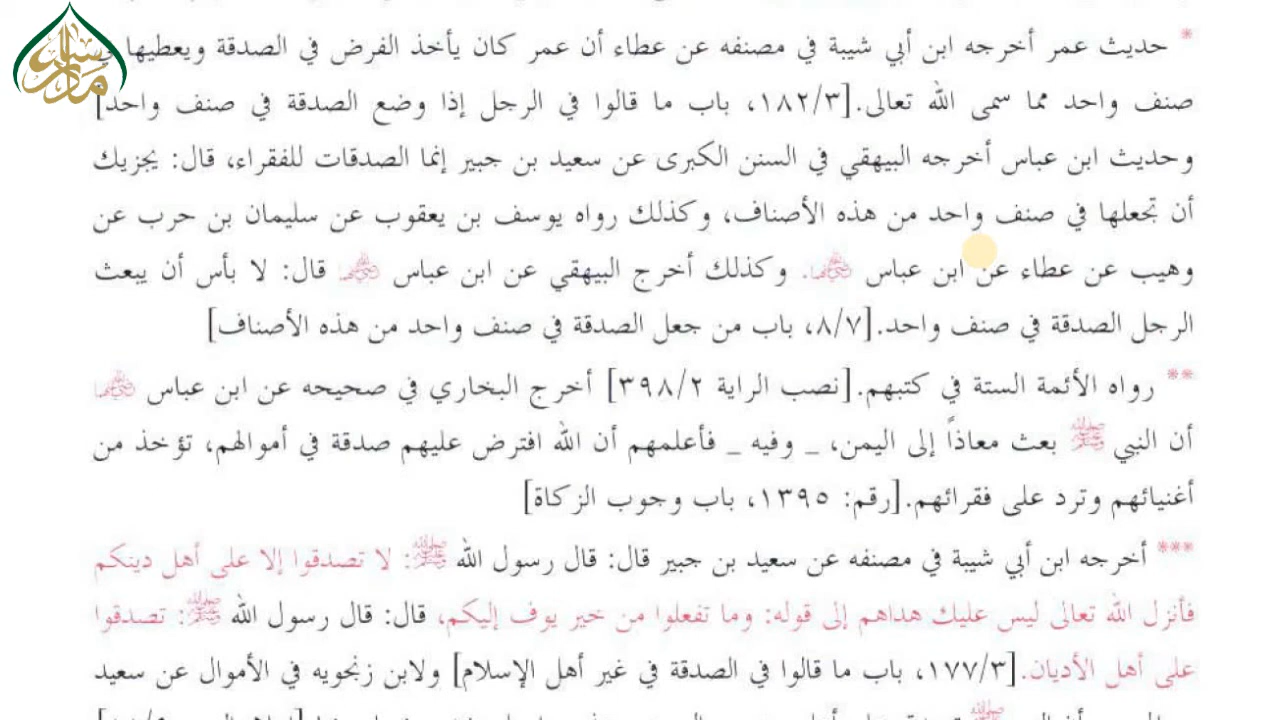 * حديث عمر أخرجه ابن أبي شيبة في مصنفه عن عطاء أن عمر كان يأخذ الفرض في الصدقة ويعطيها في
صنف واحد مما سمى الله تعالى.[١٨٢/٣، باب ما قالوا في الرجل إذا وضع الصدقة في صنف واحد]
وحديث ابن عباس أخرجه البيهقي في السنن الكبرى عن سعيد بن جبير إنما الصدقات للفقراء، قال: يجزيك
أن تجعلها في صنف واحد من هذه الأصناف، وكذلك رواه يوسف بن يعقوب عن سليمان بن حرب عن
وهيب عن عطاء عن ابن عباس رضي الله عنهما. وكذلك أخرج البيهقي عن ابن عباس رضي الله عنهما قال: لا بأس أن يبعث
الرجل الصدقة في صنف واحد.[٨/٧، باب من جعل الصدقة في صنف واحد من هذه الأصناف]
** رواه الأئمة الستة في كتبهم.[نصب الراية ٣٩٨/٢] أخرج البخاري في صحيحه عن ابن عباس رضي الله عنهما
أن النبي ﷺ بعث معاذاً إلى اليمن، _ وفيه _ فأعلمهم أن الله افترض عليهم صدقة في أموالهم، تؤخذ من
أغنيائهم وترد على فقرائهم.[رقم: ١٣٩٥، باب وجوب الزكاة]
*** أخرجه ابن أبي شيبة في مصنفه عن سعيد بن جبير قال: قال رسول الله ﷺ: لا تصدقوا إلا على أهل دينكم
فأنزل الله تعالى ليس عليك هداهم إلى قوله: وما تفعلوا من خير يوف إليكم، قال: قال رسول الله ﷺ: تصدقوا
على أهل الأديان.[١٧٧/٣، باب ما قالوا في الصدقة في غير أهل الإسلام] ولابن زنجويه في الأموال عن سعيد